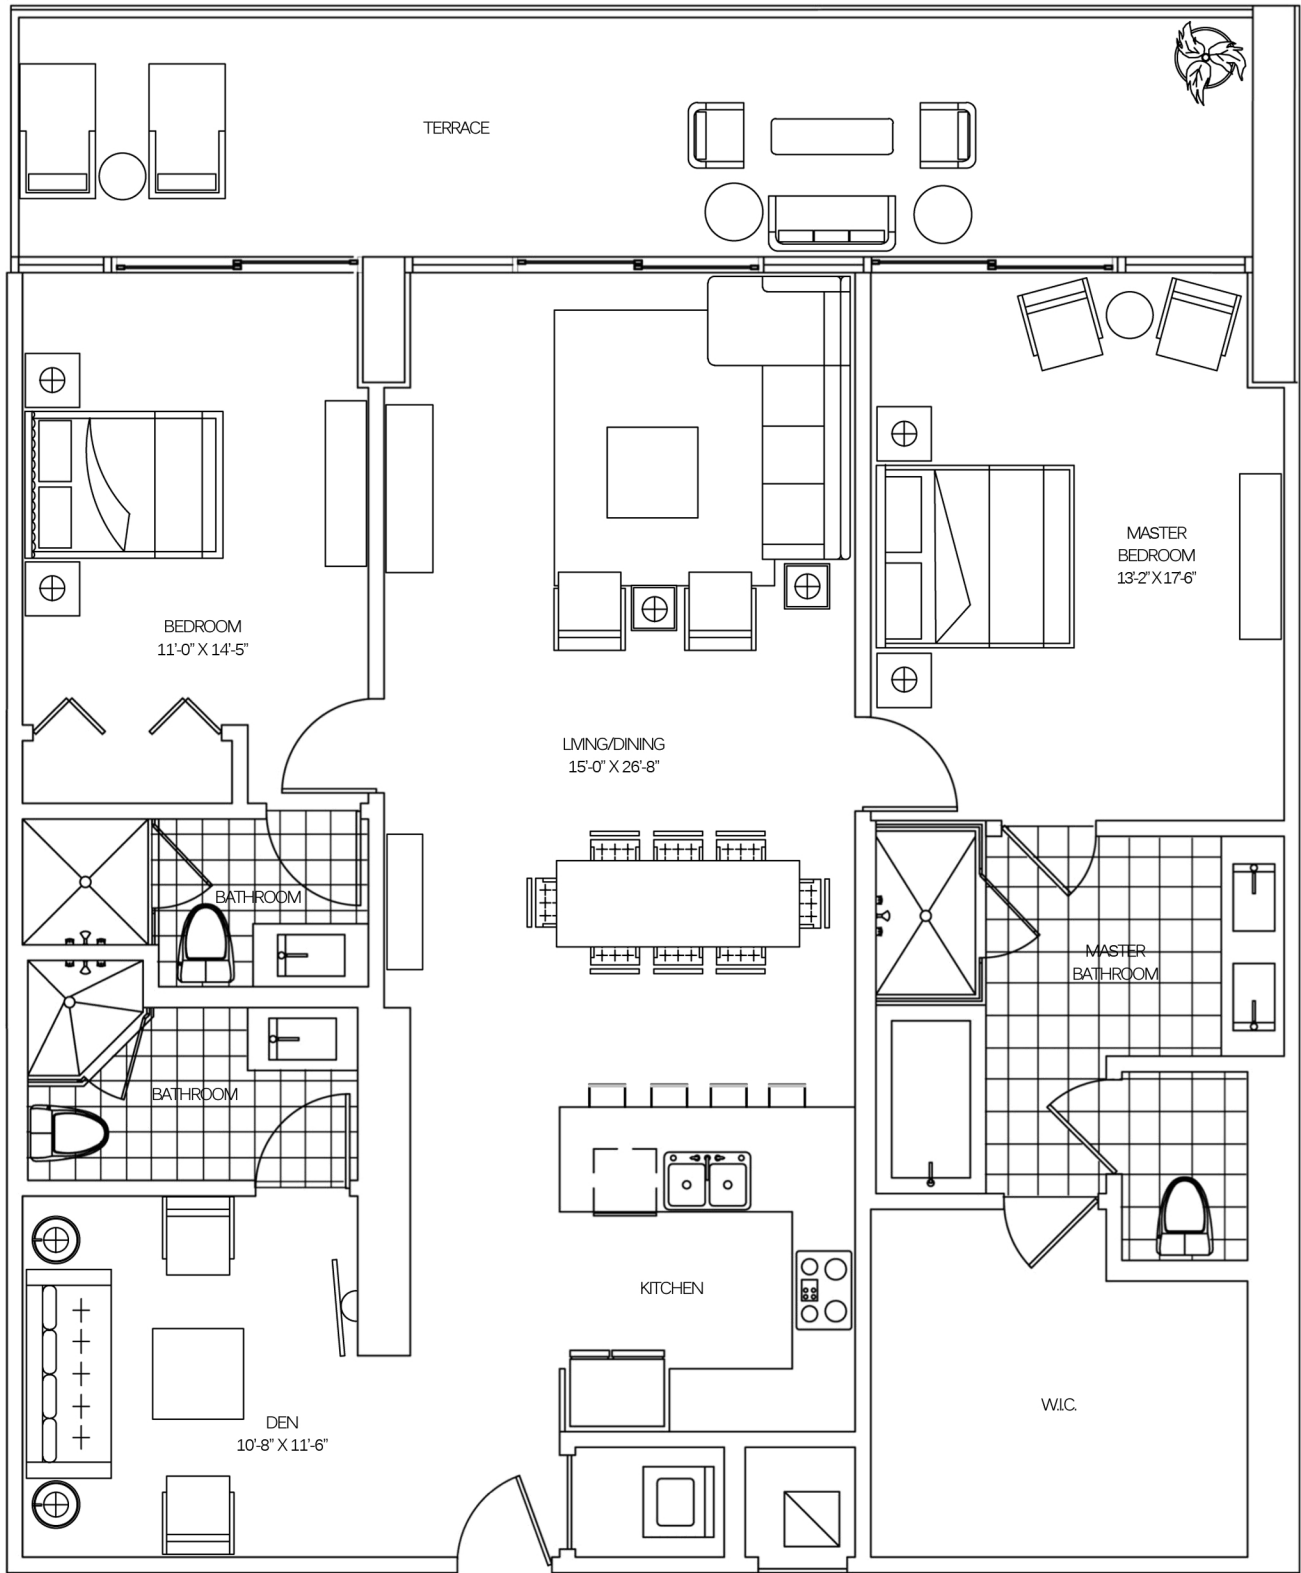 TERRACE
MASTER
BEDROOM
13'-2" X 17'-6"
BEDROOM
11'-0" X 14'-5"
LIVING/DINING
15'-0" X 26'-8"
BATHROOM
MASTER
BATHROOM
BATHROOM
KITCHEN
W.I.C.
DEN
10'-8" X 11'-6"